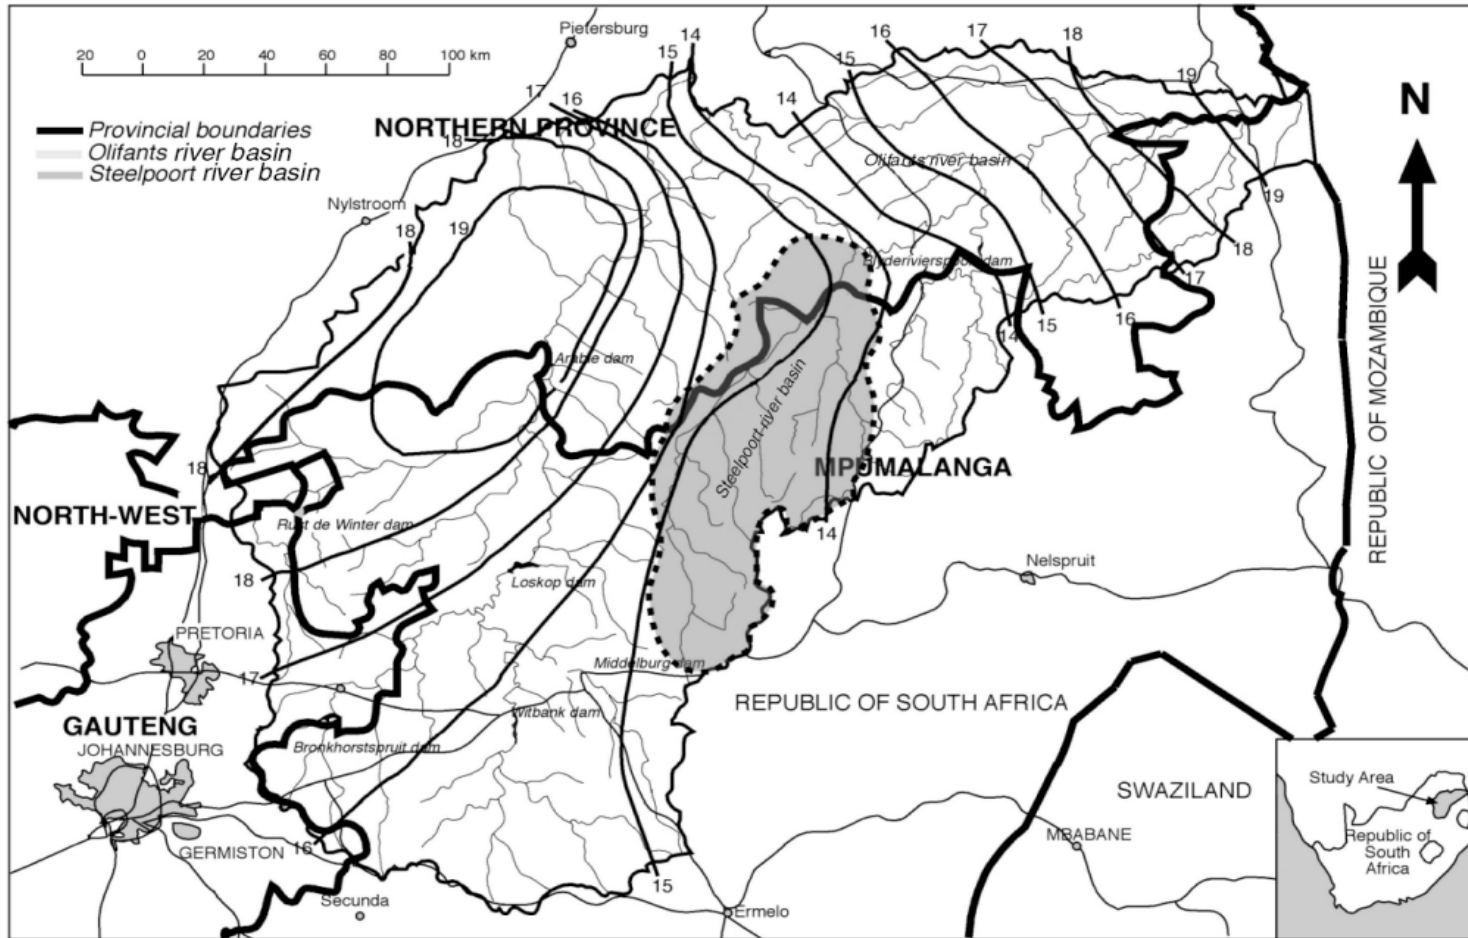 Pietersburg
20 0 20 40 60 80 100 km
15 14
16 17 18
15
19
14
17 16
N
Provincial boundaries
Olifants river basin
Steelpoort river basin
NORTHERN PROVINCE
18
Olifants river basin
Nylstroom
18 19
19
18
Blyderivierspoort dam
17
REPUBLIC OF MOZAMBIQUE
14 15 16
Arabie dam
Steelpoort river basin
MPUMALANGA
18
NORTH-WEST
Rust de Winter dam
14
18
Loskop dam
Nelspruit
PRETORIA
17
Middelburg dam
REPUBLIC OF SOUTH AFRICA
GAUTENG
Witbank dam
JOHANNESBURG
Bronkhorstspruit dam
SWAZILAND
Study Area
MBABANE
Republic of
South
Africa
GERMISTON
16
15
Secunda
Ermelo